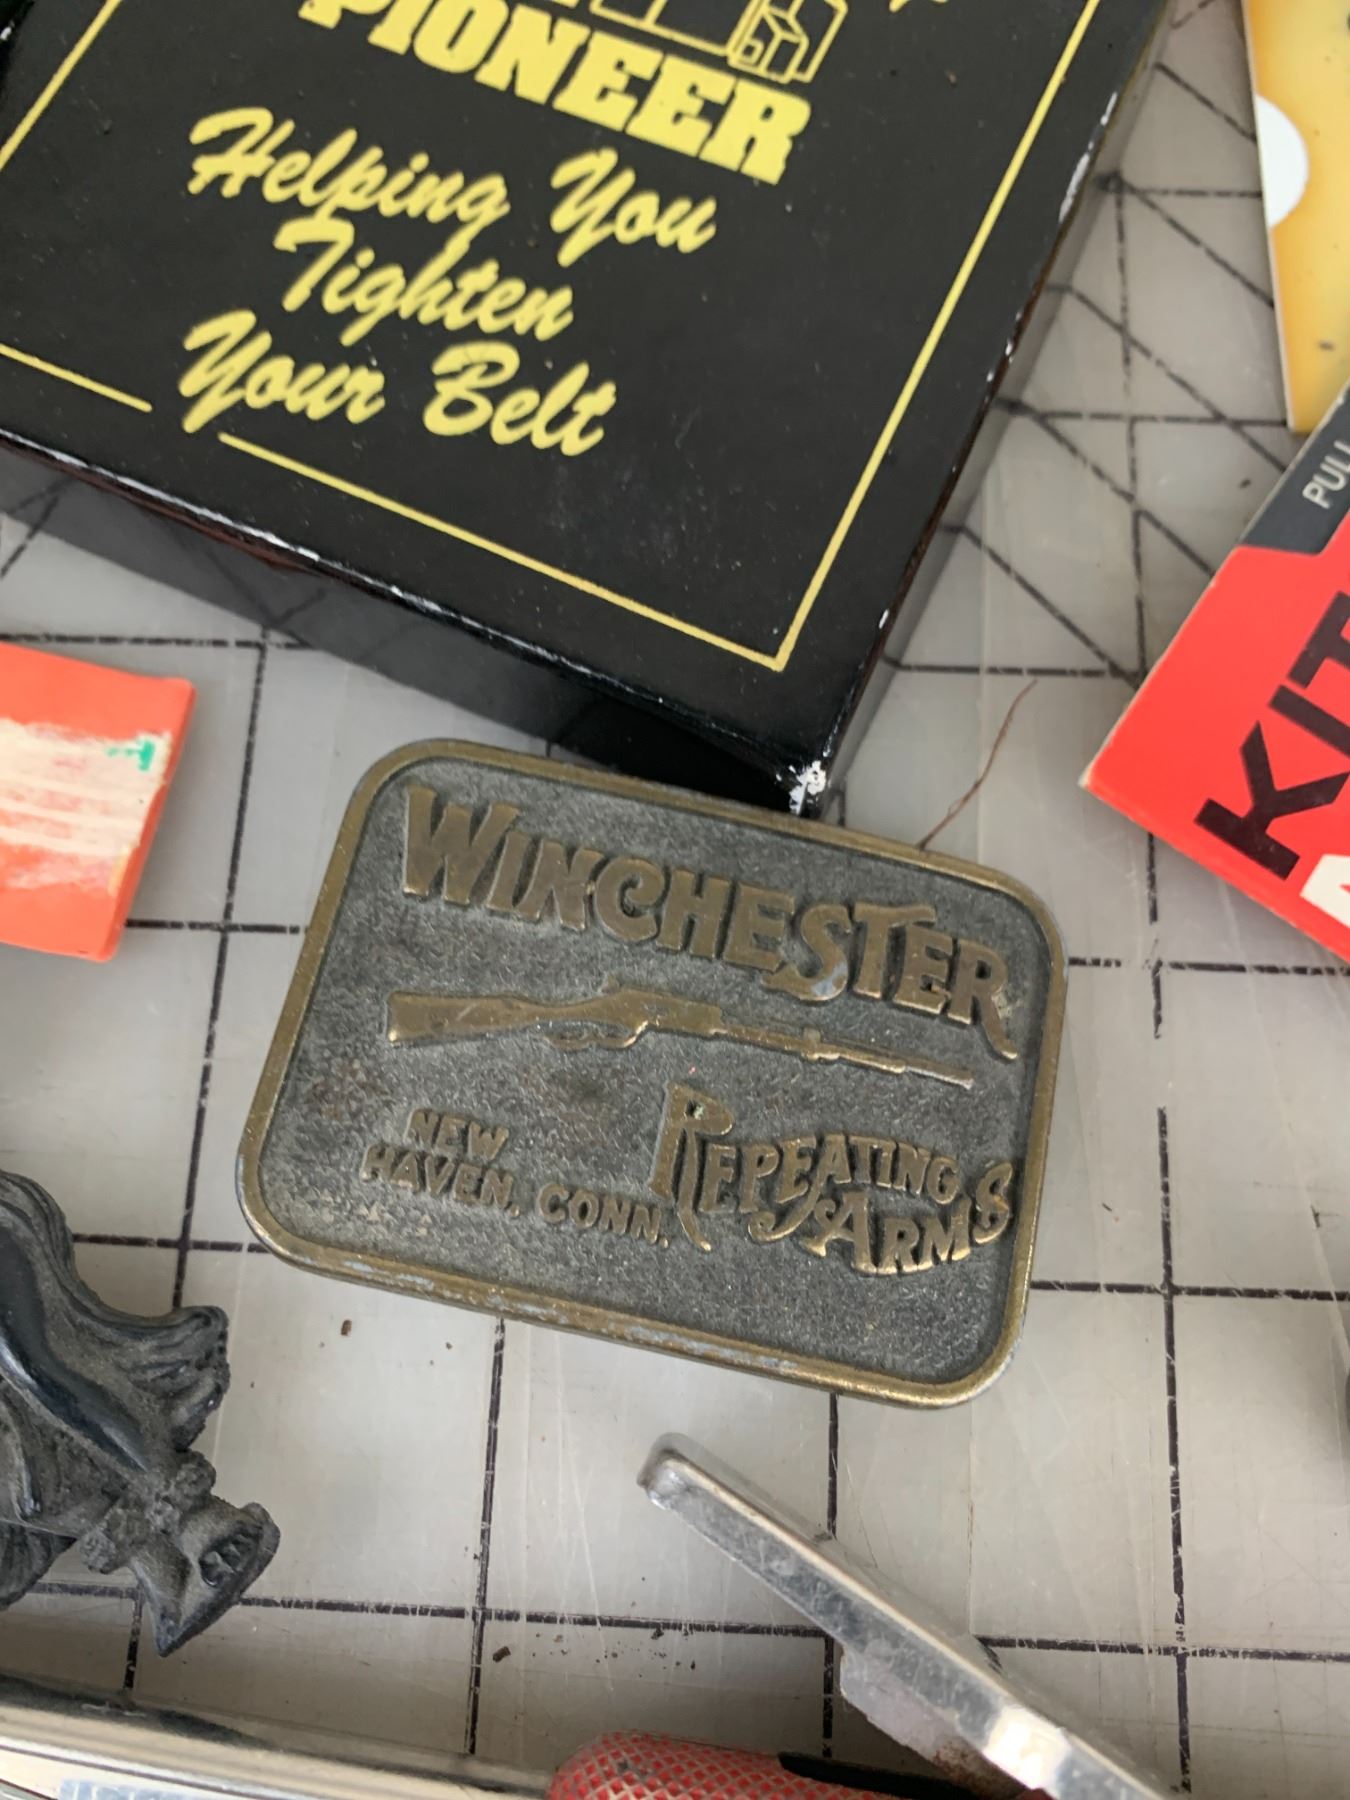 PIONEER
Helping You
Tighten
Your Belt
PULL
KIT
WINCHESTER
NEW
HAVEN, CONN.
REPEATING
ARMS